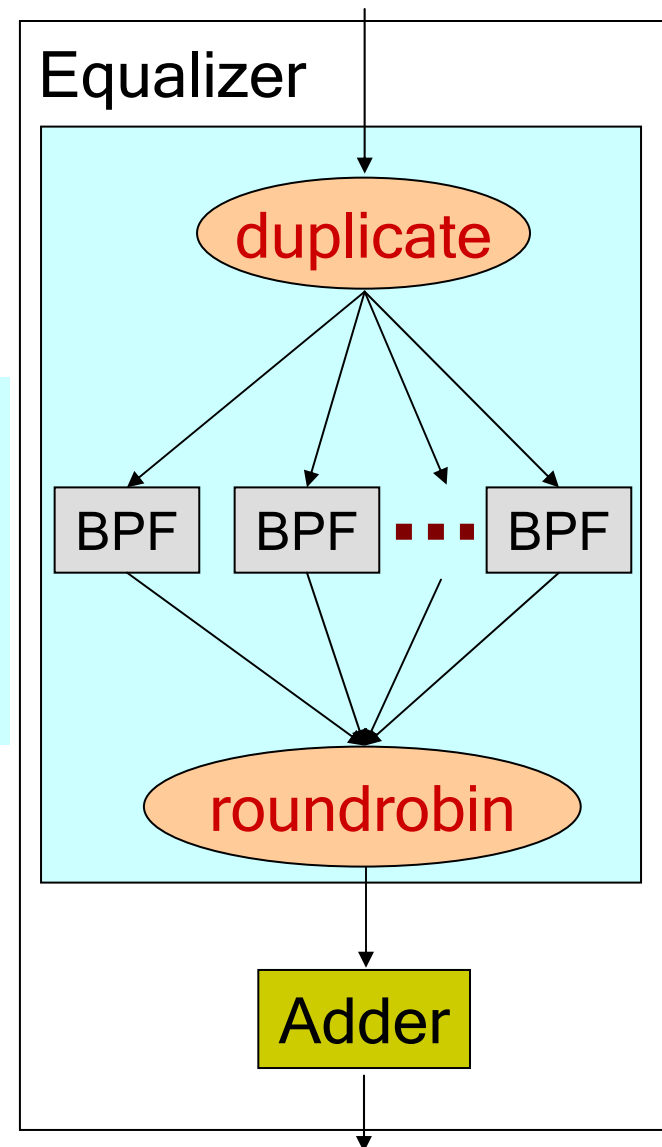 Equalizer
duplicate
BPF BPF BPF
roundrobin
Adder